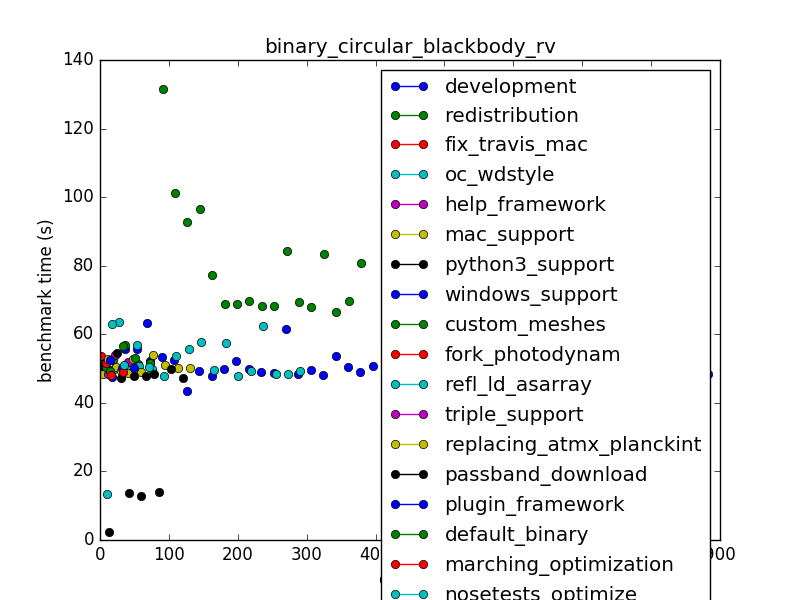 binary_circular_blackbody_rv
benchmark time (s)
140
120
100
80
60
40
20
0
0
100
200
300
development
redistribution
fix_travis_mac
oc_wdstyle
help_framework
mac_support
python3_support
windows_support
custom_meshes
fork_photodynam
refl_ld_asarray
triple_support
replacing_atmx_planckint
passband_download
plugin_framework
default_binary
marching_optimization
nosetests_optimize